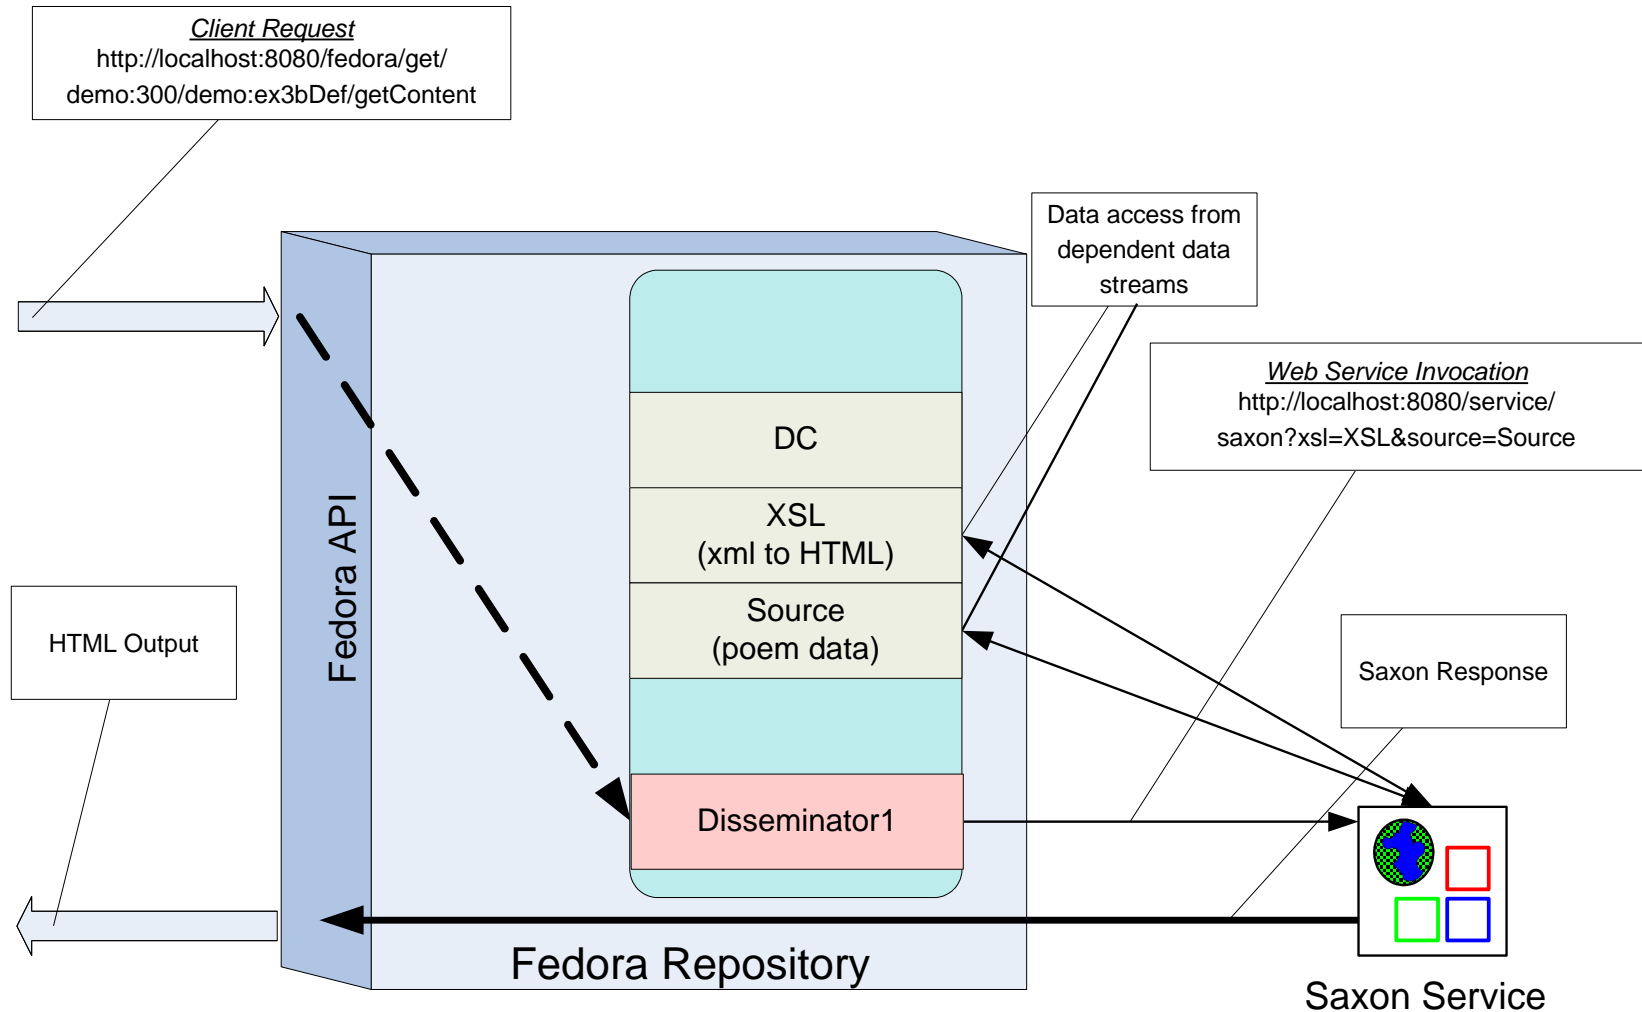 Client Request
http://localhost:8080/fedora/get/
demo:300/demo:ex3bDef/getContent
Data access from
dependent data
streams
Web Service Invocation
http://localhost:8080/service/
saxon?xsl=XSL&source=Source
DC
XSL
(xml to HTML)
Source
(poem data)
Fedora API
HTML Output
Saxon Response
Disseminator1
Fedora Repository
Saxon Service